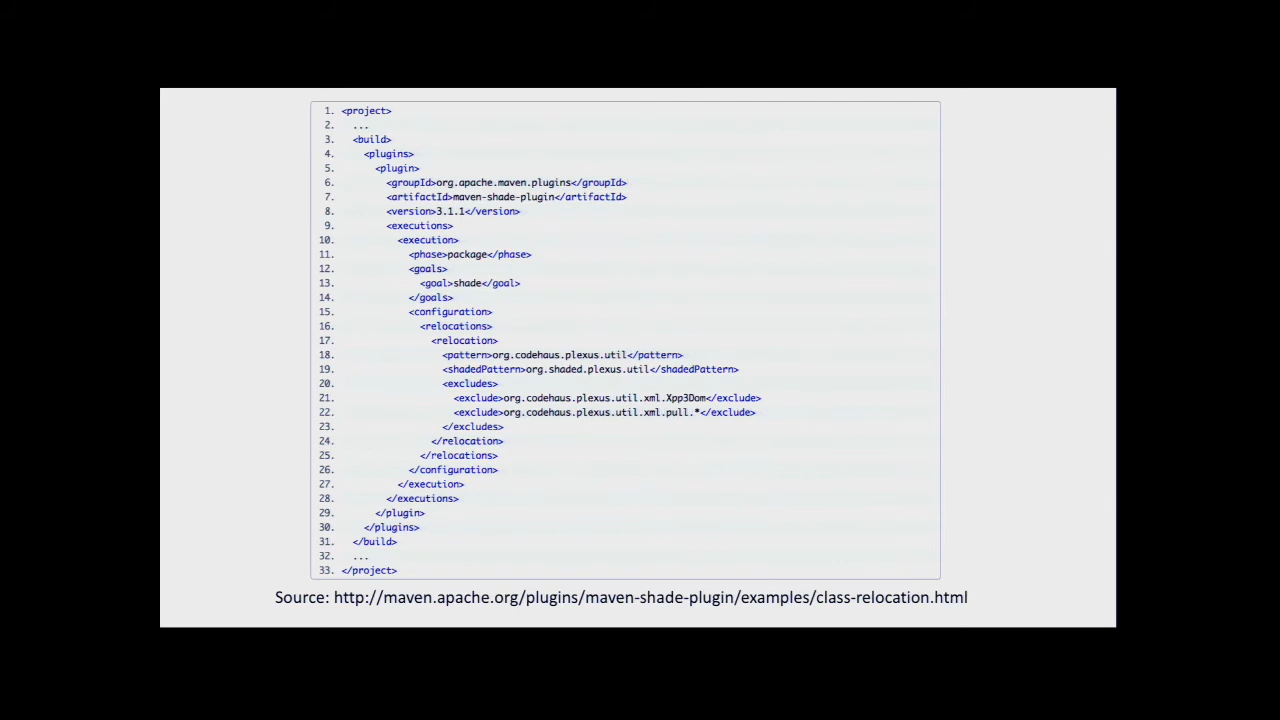 1. <project>
2.   ...
3.   <build>
4.     <plugins>
5.       <plugin>
6.         <groupId>org.apache.maven.plugins</groupId>
7.         <artifactId>maven-shade-plugin</artifactId>
8.         <version>3.1.1</version>
9.         <executions>
10.           <execution>
11.             <phase>package</phase>
12.             <goals>
13.               <goal>shade</goal>
14.             </goals>
15.             <configuration>
16.               <relocations>
17.                 <relocation>
18.                   <pattern>org.codehaus.plexus.util</pattern>
19.                   <shadedPattern>org.shaded.plexus.util</shadedPattern>
20.                   <excludes>
21.                     <exclude>org.codehaus.plexus.util.xml.Xpp3Dom</exclude>
22.                     <exclude>org.codehaus.plexus.util.xml.pull.*</exclude>
23.                   </excludes>
24.                 </relocation>
25.               </relocations>
26.             </configuration>
27.           </execution>
28.         </executions>
29.       </plugin>
30.     </plugins>
31.   </build>
32.   ...
33. </project>
Source: http://maven.apache.org/plugins/maven-shade-plugin/examples/class-relocation.html